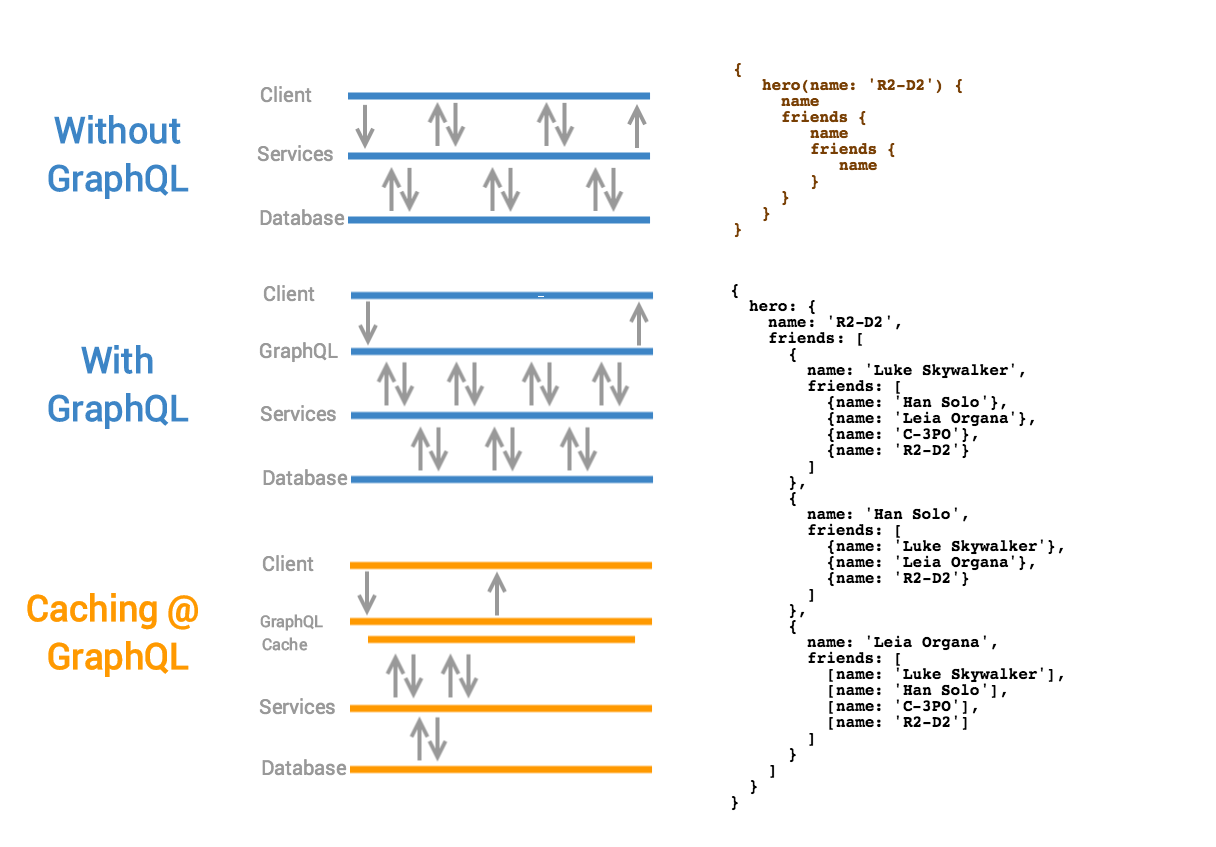 Without
GraphQL
Client
Services
Database
{
   hero(name: 'R2-D2') {
     name
     friends {
        name
        friends {
           name
        }
     }
   }
}
With
GraphQL
Client
GraphQL
Services
Database
Caching @
GraphQL
Client
GraphQL
Cache
Services
Database
{
  hero: {
    name: 'R2-D2',
    friends: [
      {
        name: 'Luke Skywalker',
        friends: [
          {name: 'Han Solo'},
          {name: 'Leia Organa'},
          {name: 'C-3PO'},
          {name: 'R2-D2'}
        ]
      },
      {
        name: 'Han Solo',
        friends: [
          {name: 'Luke Skywalker'},
          {name: 'Leia Organa'},
          {name: 'R2-D2'}
        ]
      },
      {
        name: 'Leia Organa',
        friends: [
          [name: 'Luke Skywalker'],
          [name: 'Han Solo'],
          [name: 'C-3PO'],
          [name: 'R2-D2']
        ]
      }
    ]
  }
}